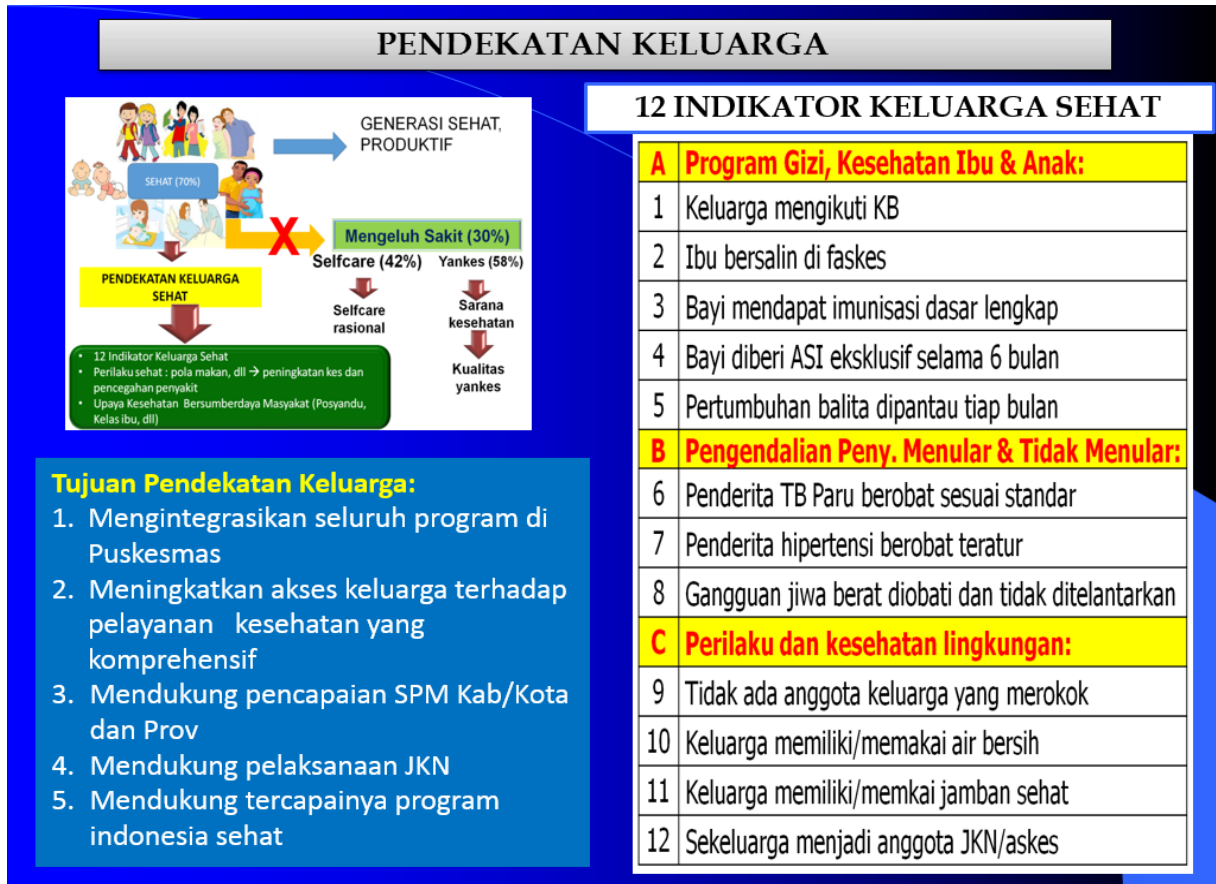 PENDEKATAN KELUARGA
GENERASI SEHAT,
PRODUKTIF
SEHAT (70%)
X
Mengeluh Sakit (30%)
Selfcare (42%)
Yankes (58%)
PENDEKATAN KELUARGA
SEHAT
Selfcare
rasional
Sarana
kesehatan
Kualitas
yankes
• 12 Indikator Keluarga Sehat
• Perilaku sehat : pola makan, dll → peningkatan kes dan
pencegahan penyakit
• Upaya Kesehatan Bersumberdaya Masyakat (Posyandu,
Kelas ibu, dll)
Tujuan Pendekatan Keluarga:
1. Mengintegrasikan seluruh program di
Puskesmas
2. Meningkatkan akses keluarga terhadap
pelayanan kesehatan yang
komprehensif
3. Mendukung pencapaian SPM Kab/Kota
dan Prov
4. Mendukung pelaksanaan JKN
5. Mendukung tercapainya program
indonesia sehat
12 INDIKATOR KELUARGA SEHAT
A Program Gizi, Kesehatan Ibu & Anak:
1 Keluarga mengikuti KB
2 Ibu bersalin di faskes
3 Bayi mendapat imunisasi dasar lengkap
4 Bayi diberi ASI eksklusif selama 6 bulan
5 Pertumbuhan balita dipantau tiap bulan
B Pengendalian Peny. Menular & Tidak Menular:
6 Penderita TB Paru berobat sesuai standar
7 Penderita hipertensi berobat teratur
8 Gangguan jiwa berat diobati dan tidak ditelantarkan
C Perilaku dan kesehatan lingkungan:
9 Tidak ada anggota keluarga yang merokok
10 Keluarga memiliki/memakai air bersih
11 Keluarga memiliki/memkai jamban sehat
12 Sekeluarga menjadi anggota JKN/askes